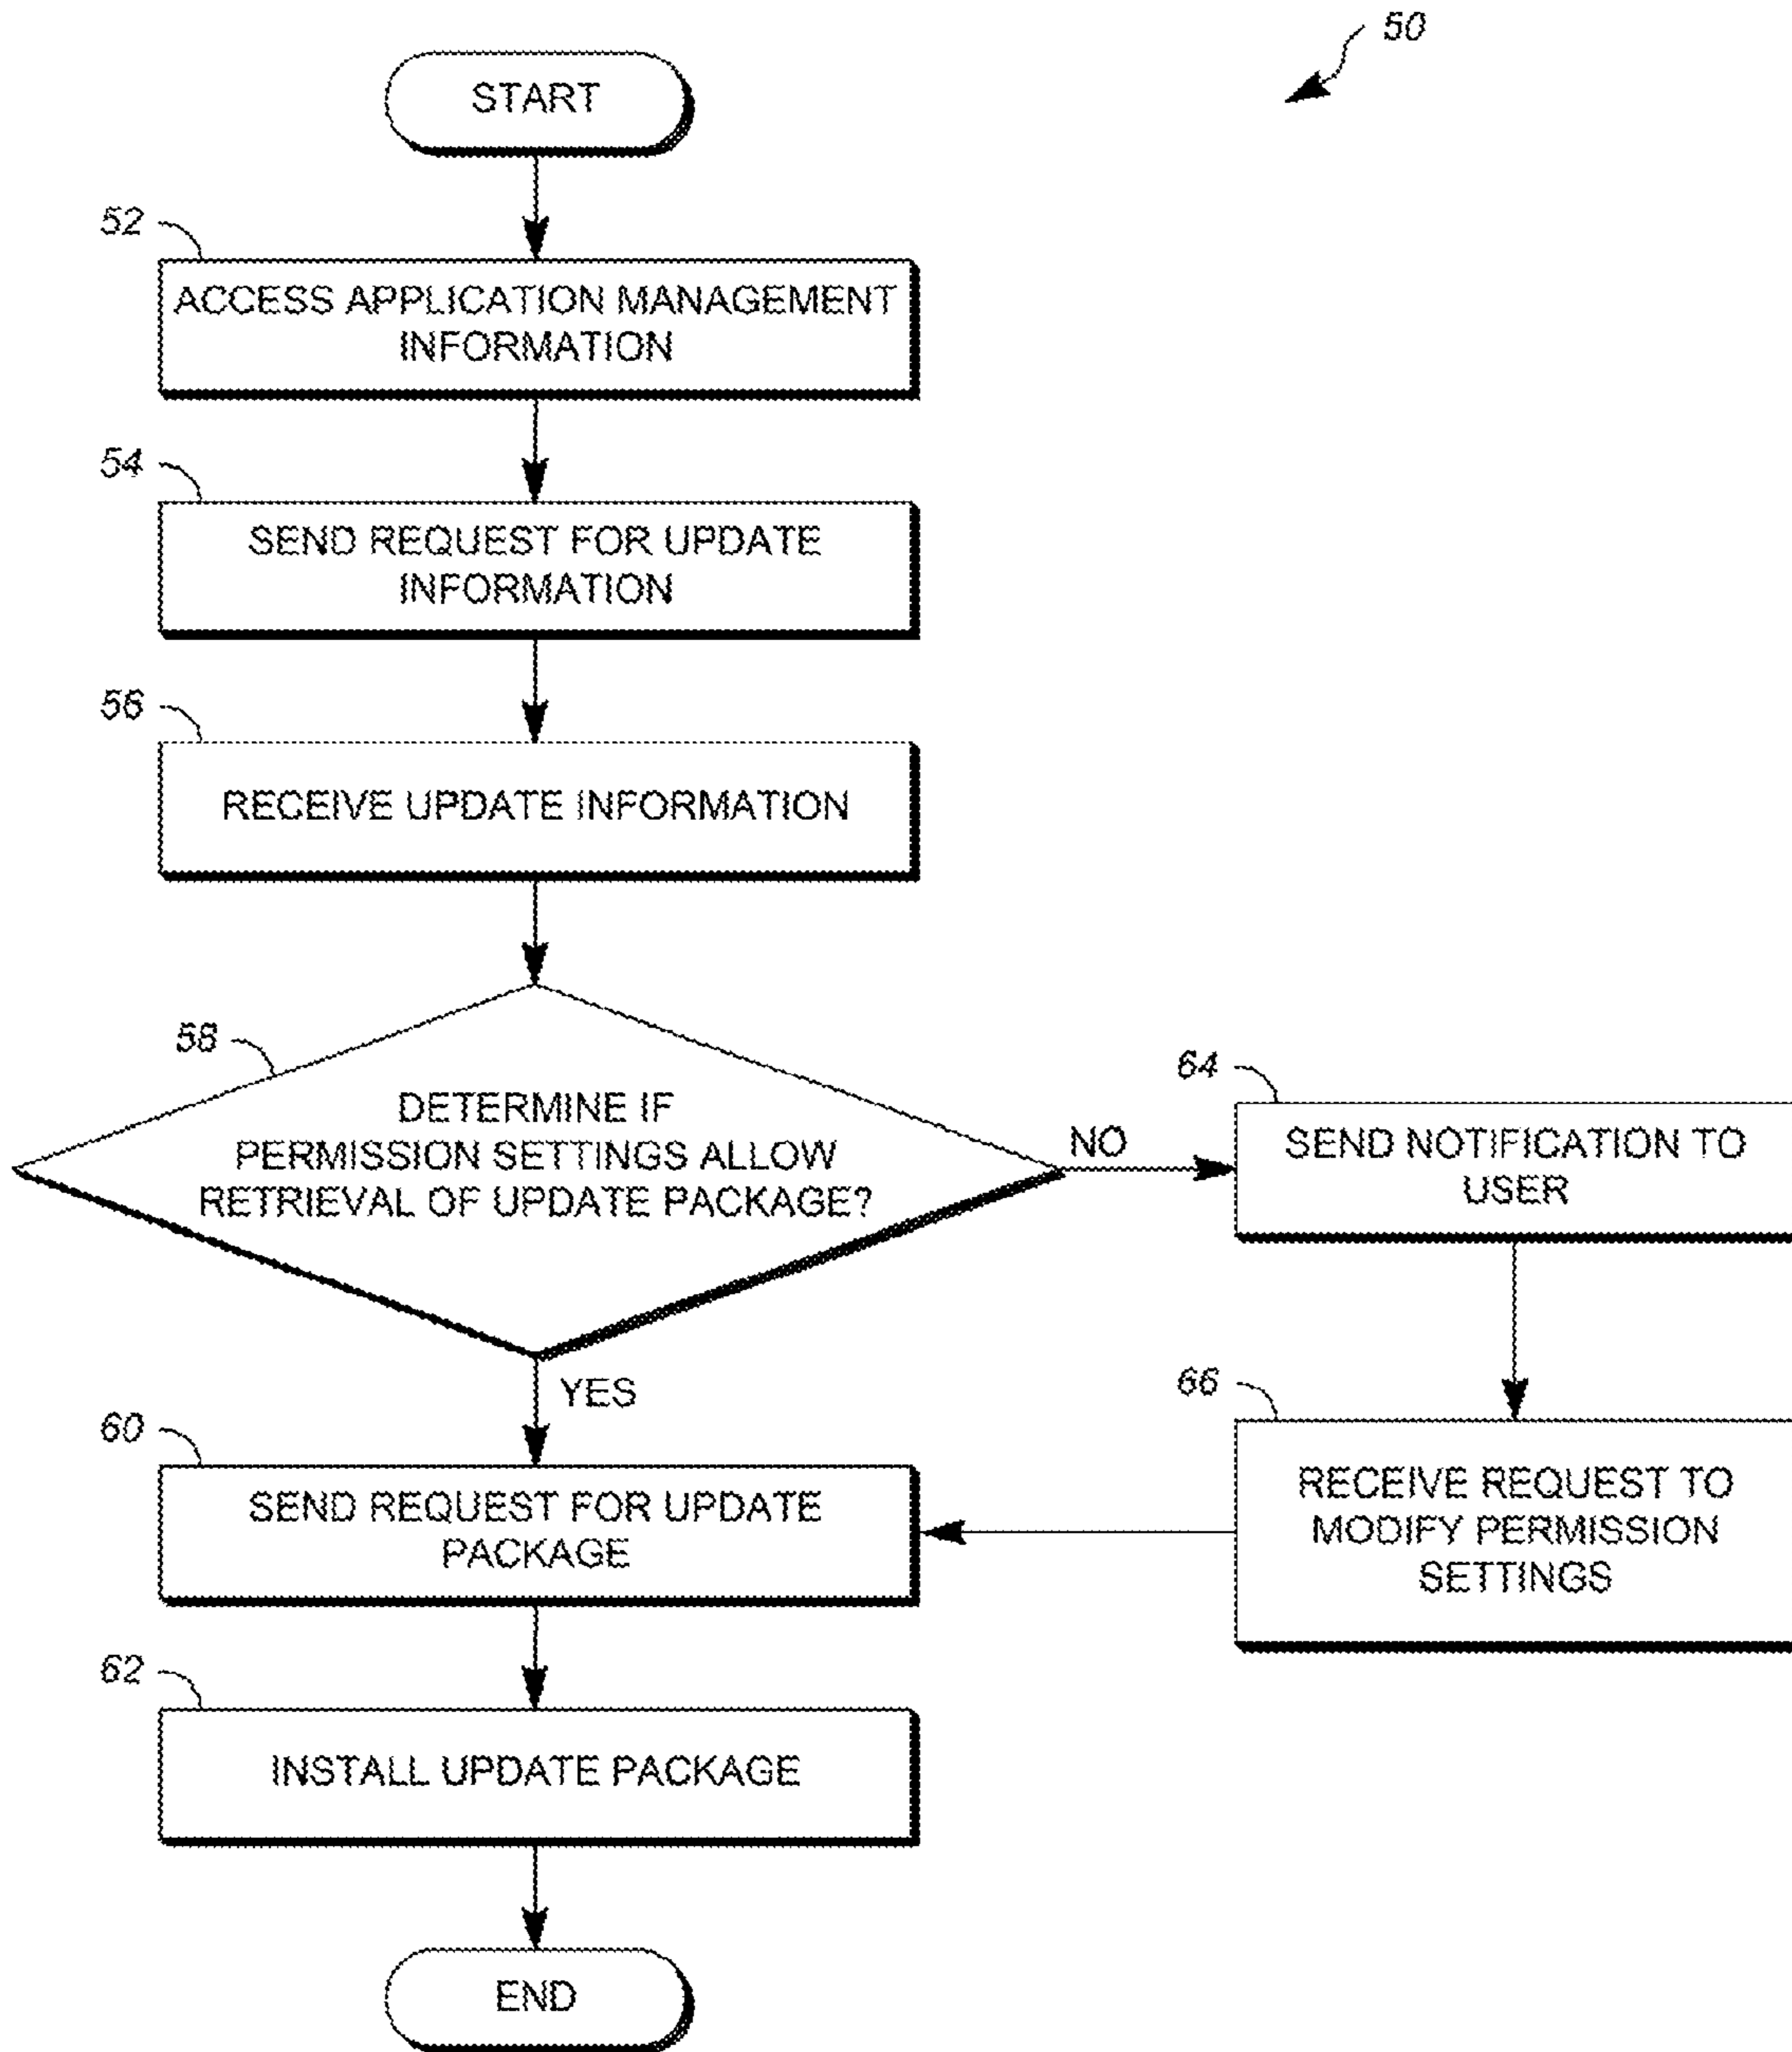 50
START
52
ACCESS APPLICATION MANAGEMENT
INFORMATION
54
SEND REQUEST FOR UPDATE
INFORMATION
56
RECEIVE UPDATE INFORMATION
58
DETERMINE IF
PERMISSION SETTINGS ALLOW
RETRIEVAL OF UPDATE PACKAGE?
NO
64
SEND NOTIFICATION TO
USER
YES
66
RECEIVE REQUEST TO
MODIFY PERMISSION
SETTINGS
60
SEND REQUEST FOR UPDATE
PACKAGE
62
INSTALL UPDATE PACKAGE
END